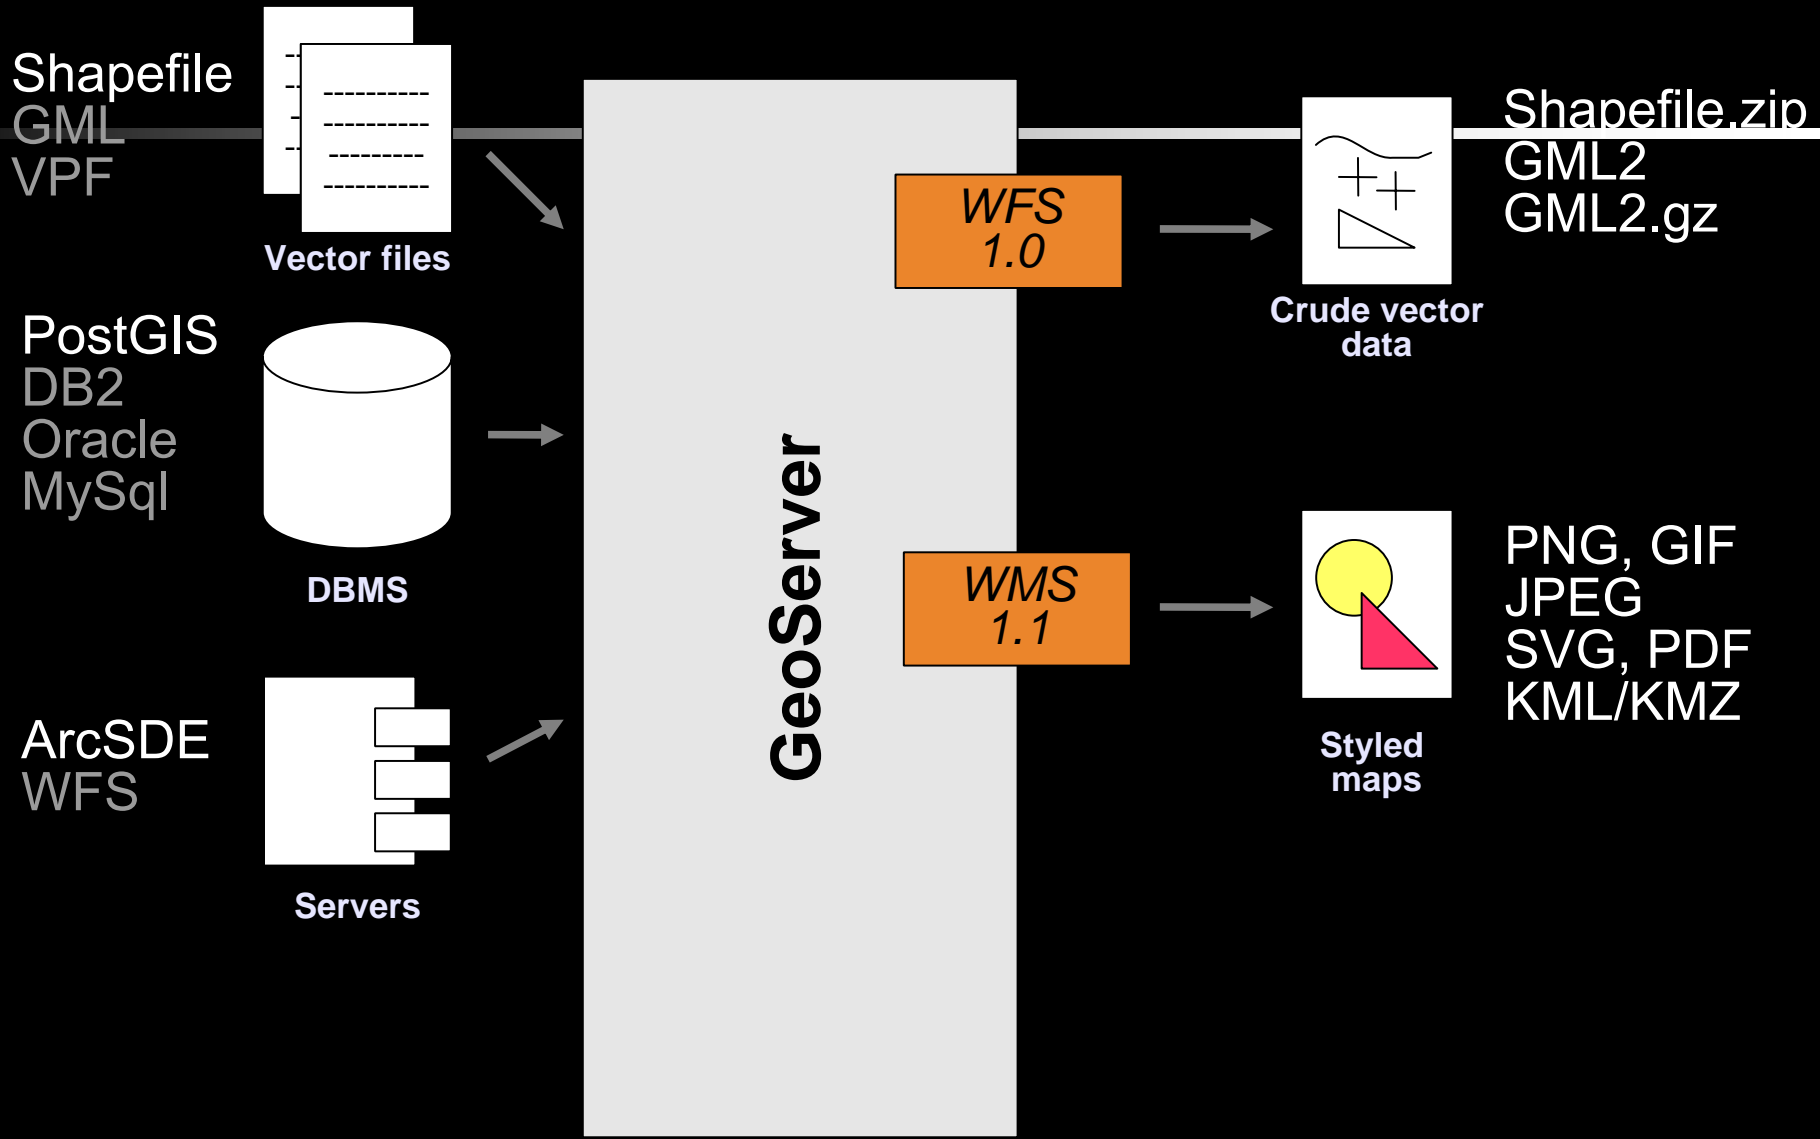 Shapefile
GML
VPF
Vector files
PostGIS
DB2
Oracle
MySql
DBMS
ArcSDE
WFS
Servers
GeoServer
WFS
1.0
WMS
1.1
Crude vector
data
Shapefile.zip
GML2
GML2.gz
Styled
maps
PNG, GIF
JPEG
SVG, PDF
KML/KMZ